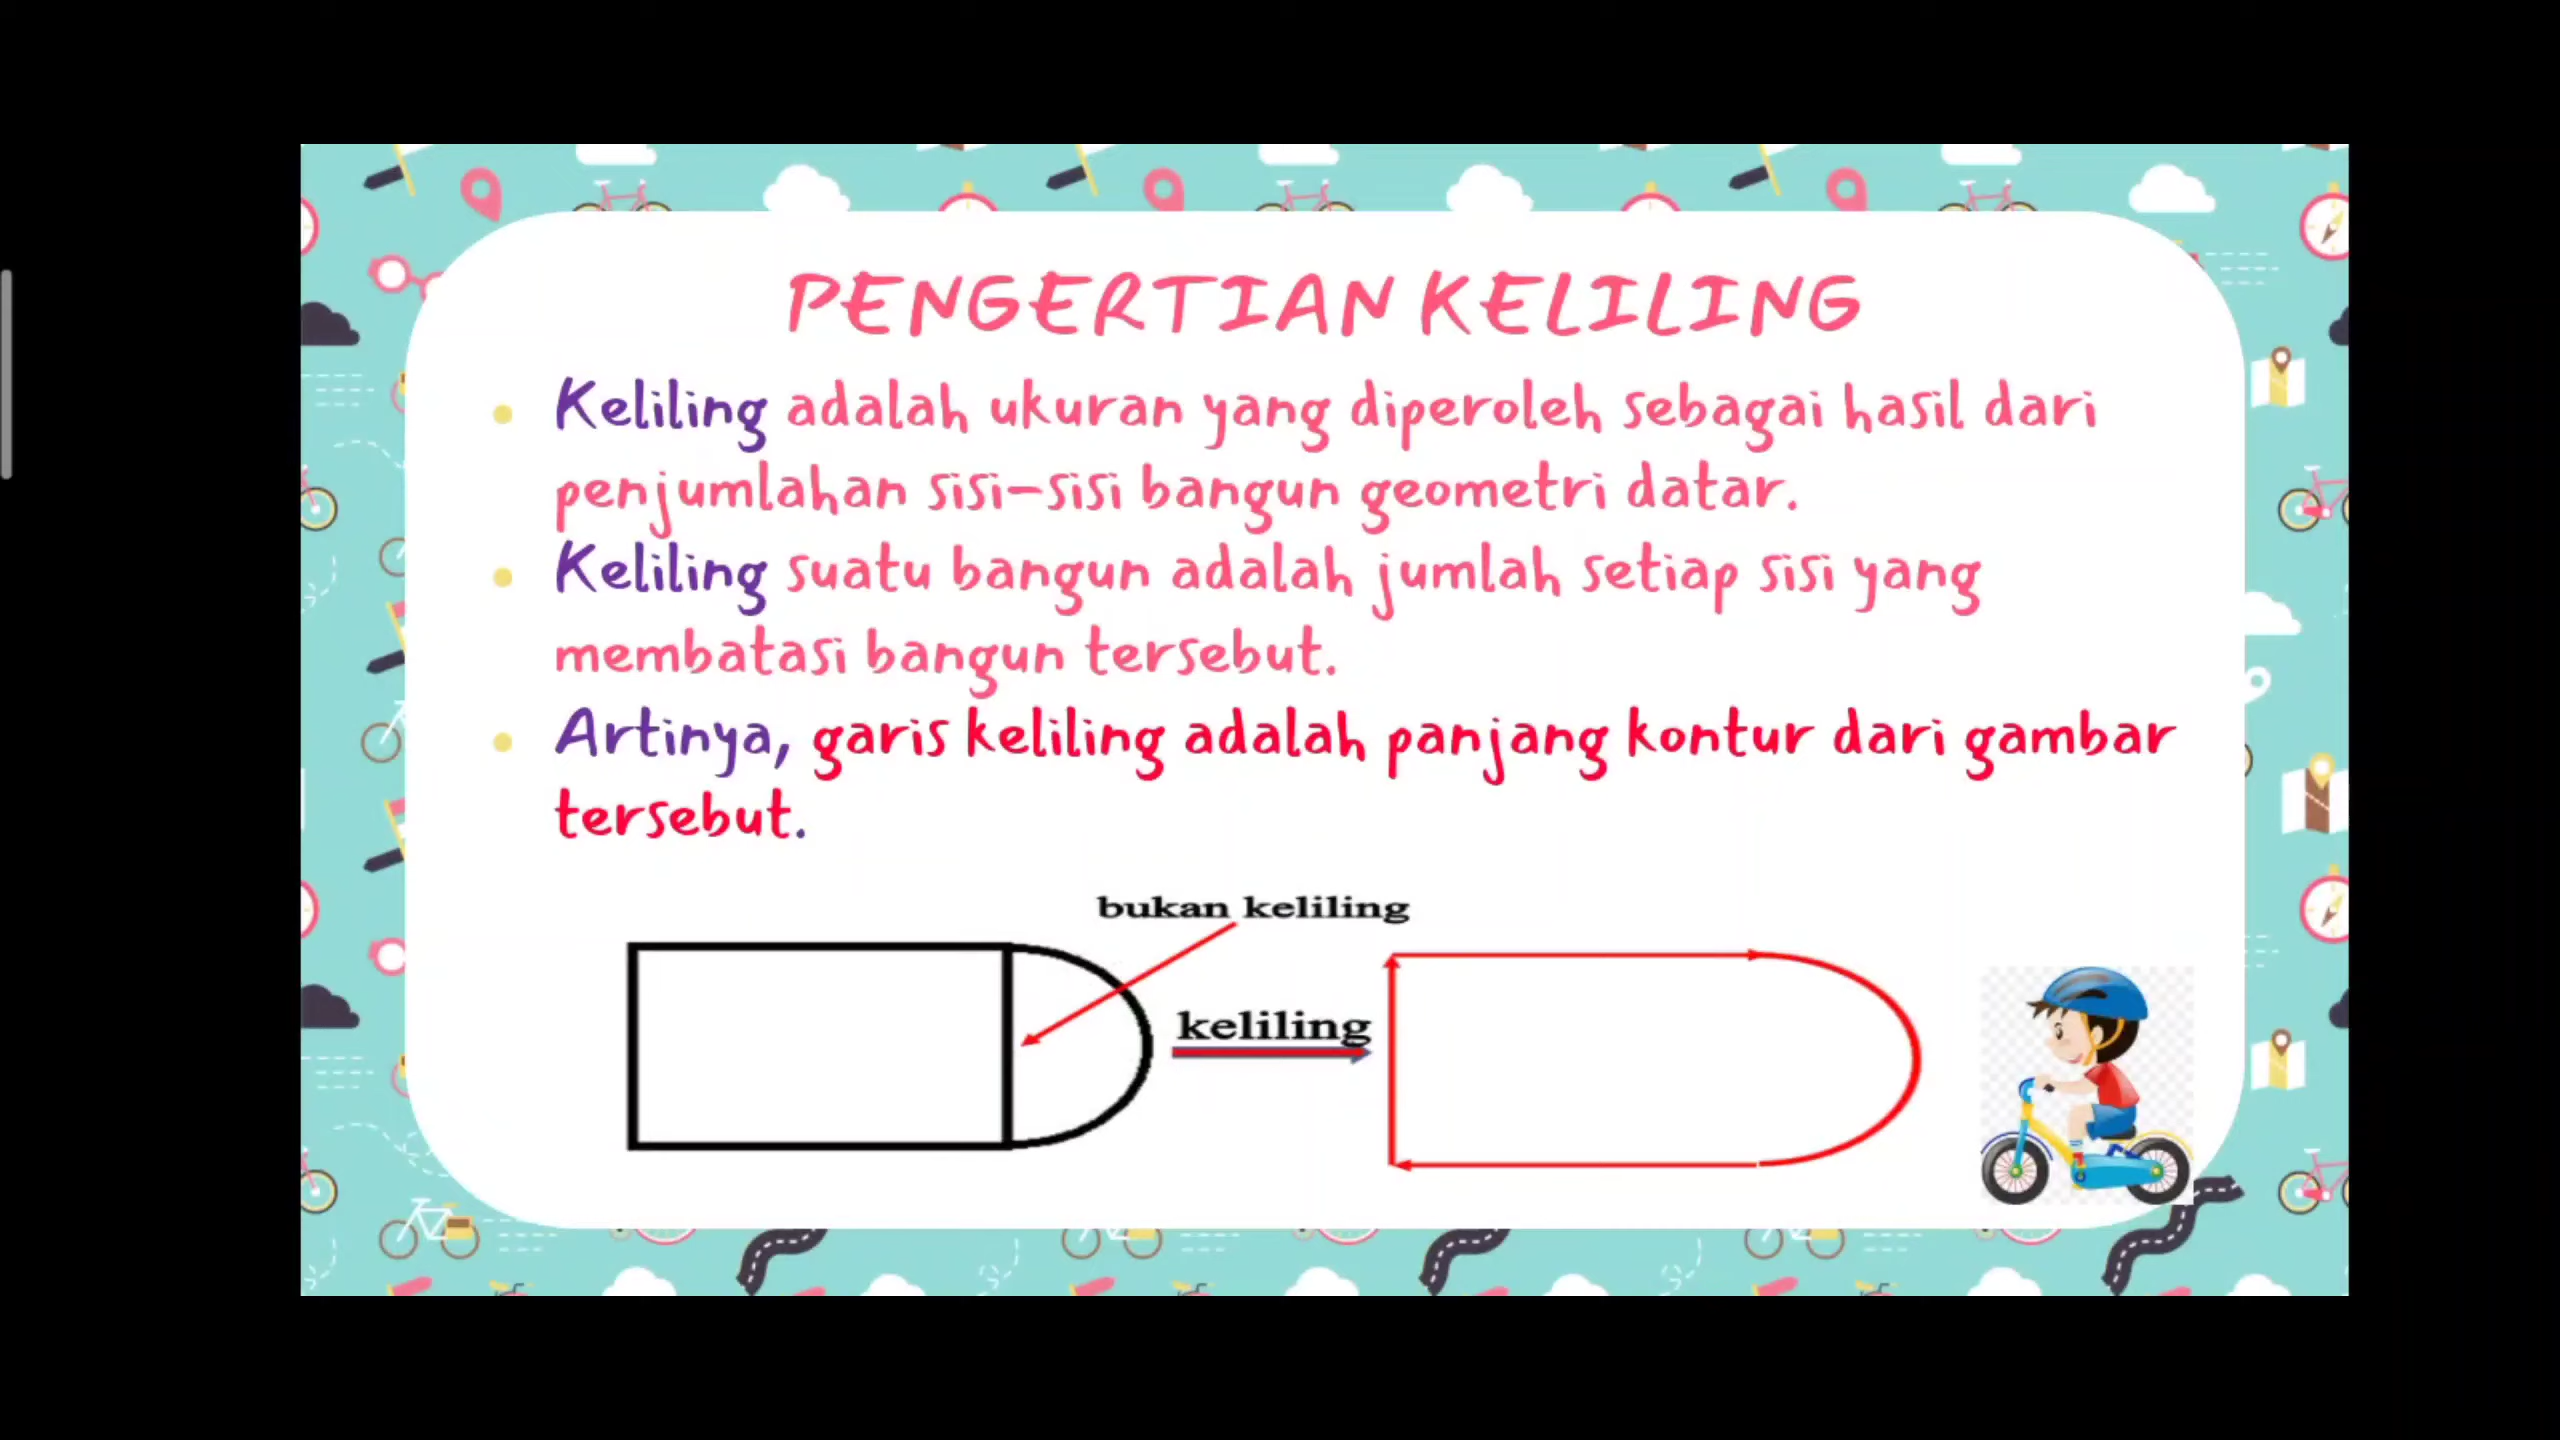 PENGERTIAN KELILING
Keliling adalah ukuran yang diperoleh sebagai hasil dari
penjumlahan sisi-sisi bangun geometri datar.
Keliling suatu bangun adalah jumlah setiap sisi yang
membatasi bangun tersebut.
Artinya, garis keliling adalah panjang kontur dari gambar
tersebut.
bukan keliling
keliling